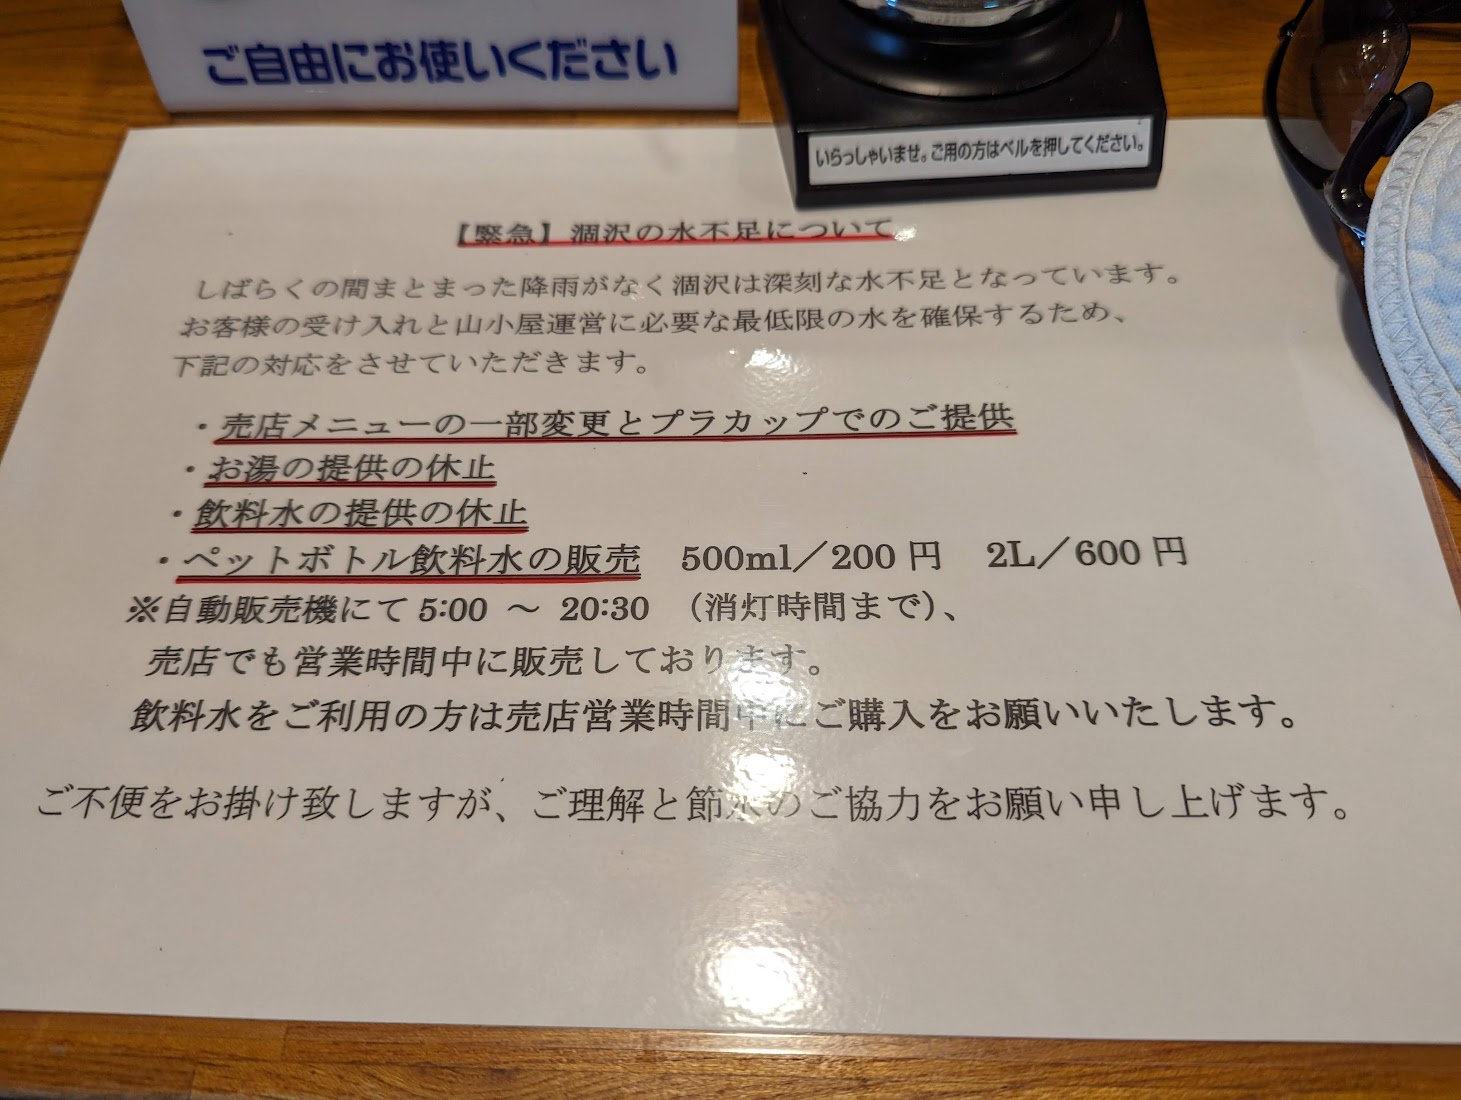 ご自由にお使いください
いらっしゃいませ。ご用の方はベルを押してください。
【緊急】涸沢の水不足について
しばらくの間まとまった降雨がなく涸沢は深刻な水不足となっています。
お客様の受け入れと山小屋運営に必要な最低限の水を確保するため、
下記の対応をさせていただきます。
・売店メニューの一部変更とプラカップでのご提供
・お湯の提供の休止
・飲料水の提供の休止
・ペットボトル飲料水の販売　500ml／200円　2L／600円
※自動販売機にて 5:00 ～ 20:30 （消灯時間まで）、
売店でも営業時間中に販売しております。
飲料水をご利用の方は売店営業時間中にご購入をお願いいたします。
ご不便をお掛け致しますが、ご理解と節水のご協力をお願い申し上げます。